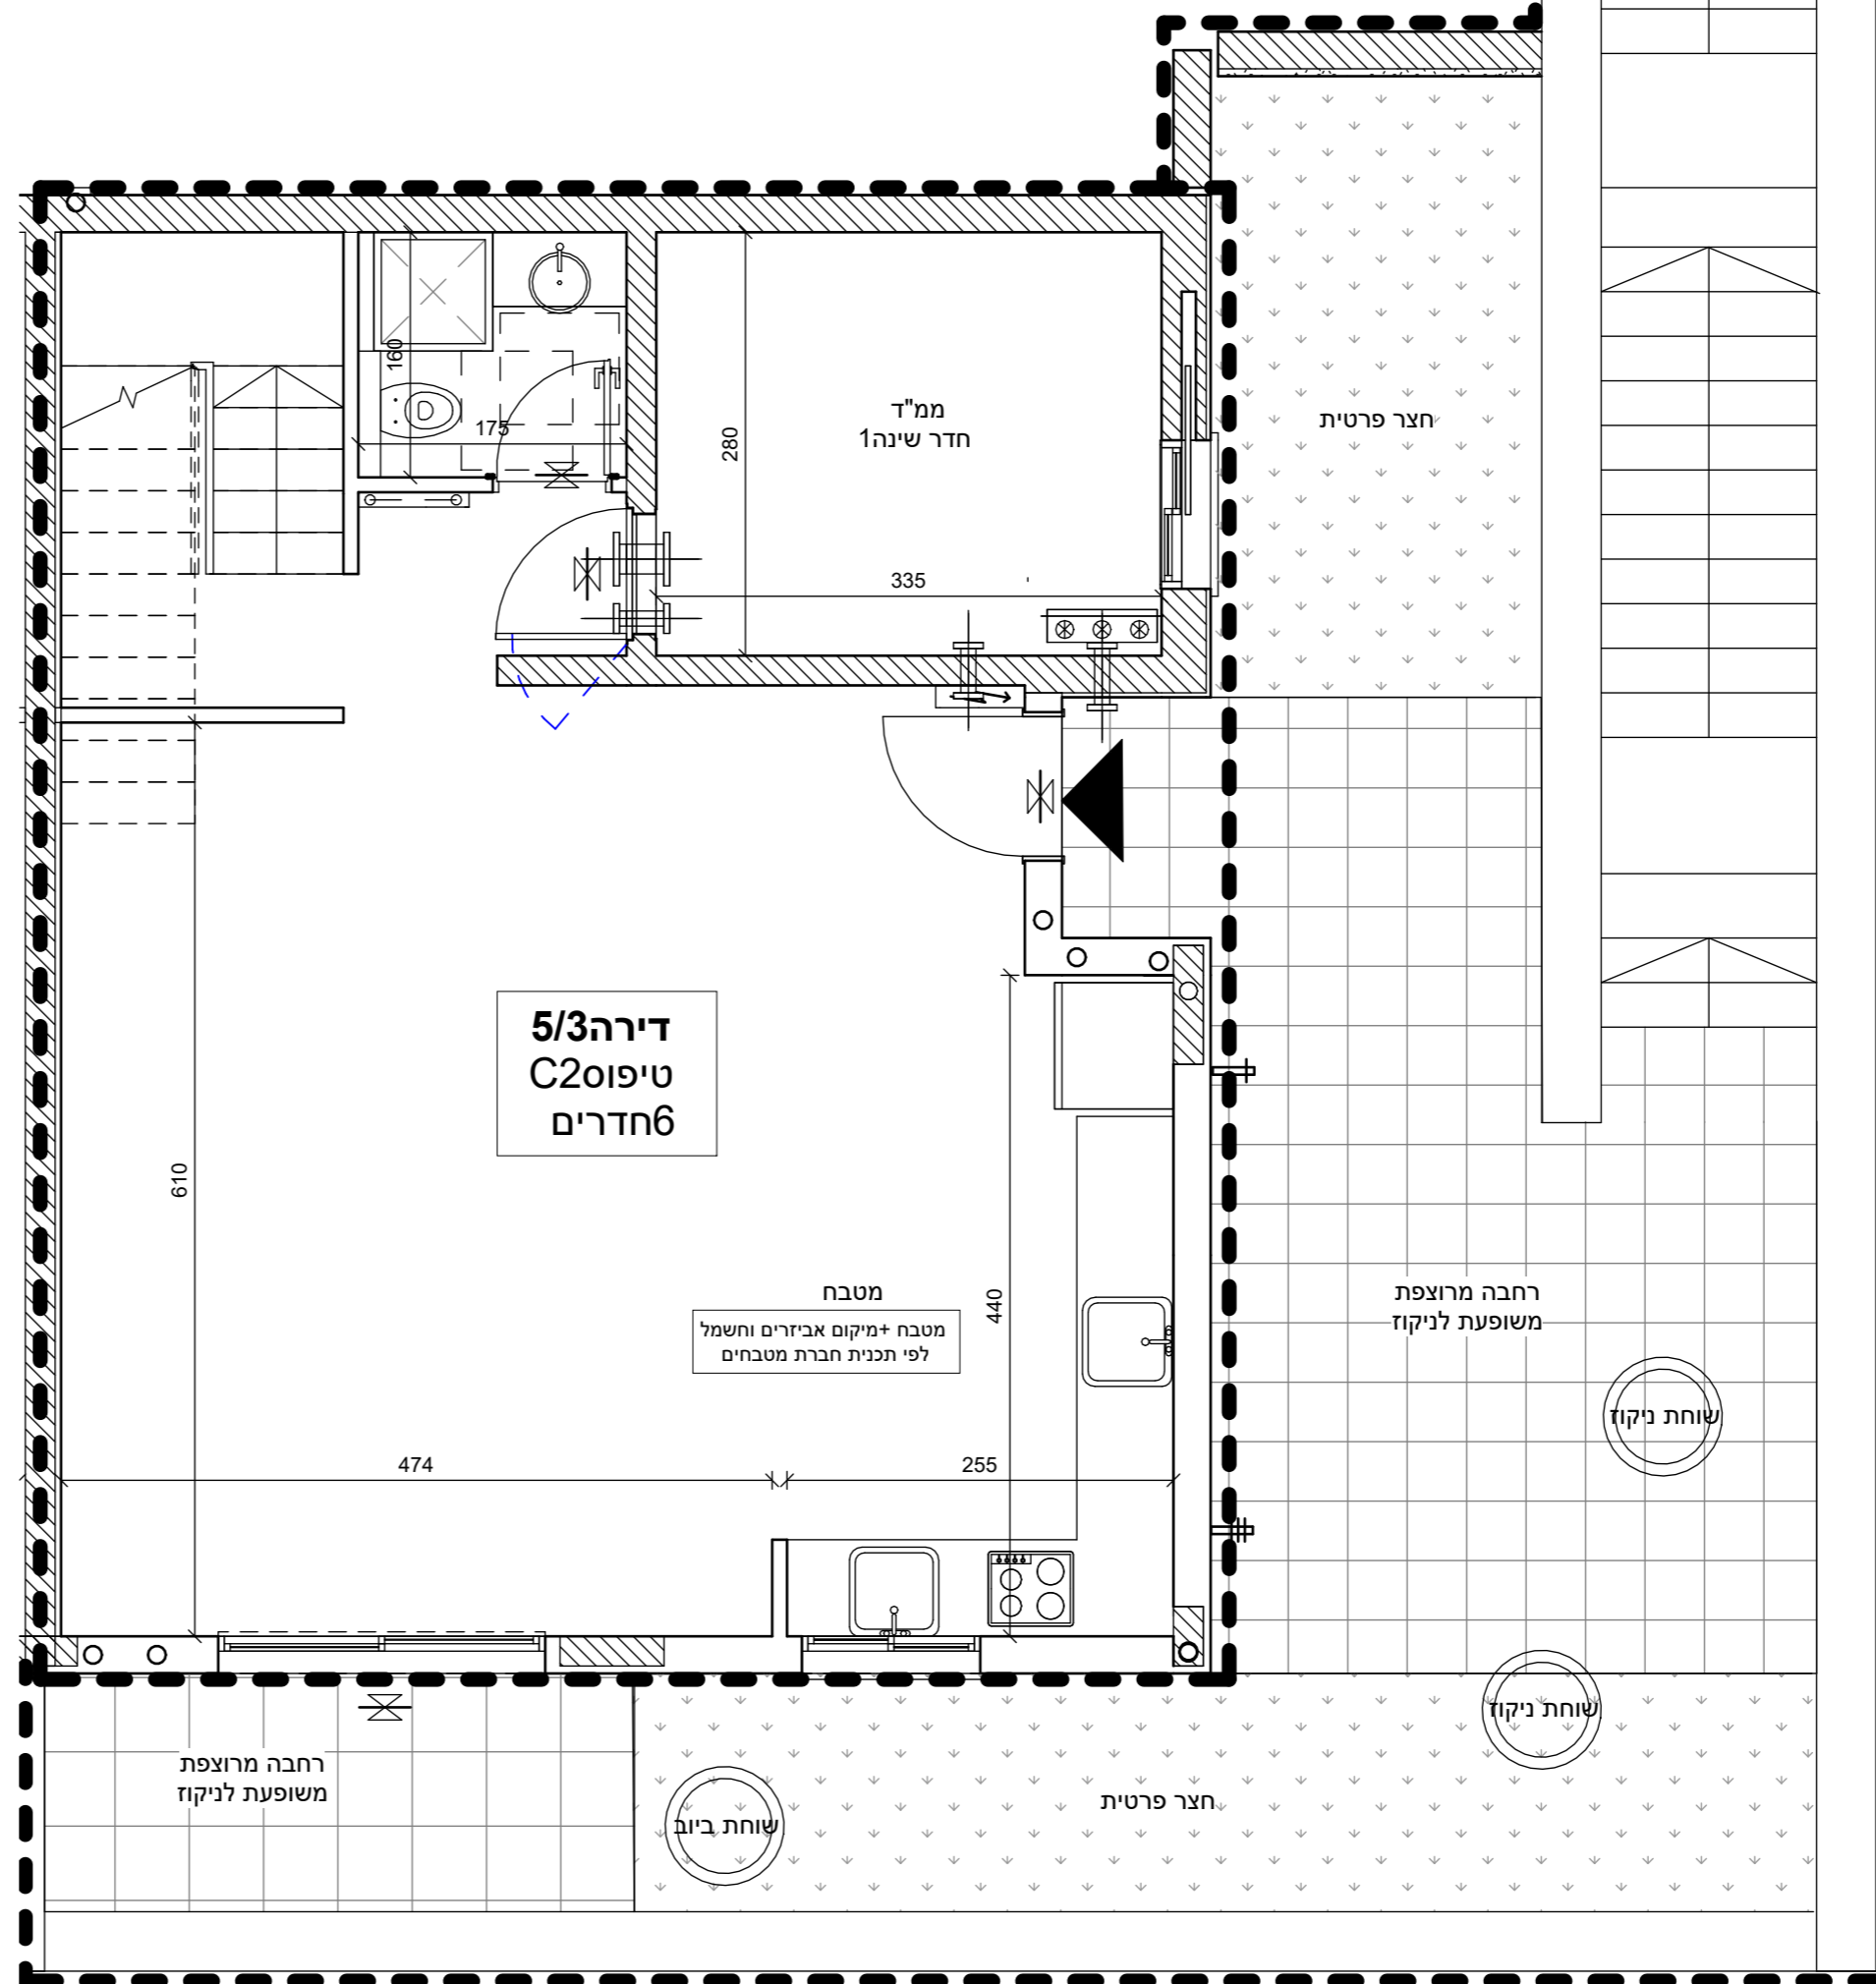 160
175
280
ממ"ד
חדר שינה1
335
חצר פרטית
דירה5/3
טיפוסC2
6חדרים
610
440
מטבח
מטבח +מיקום אביזרים וחשמל
לפי תכנית חברת מטבחים
474
255
רחבה מרוצפת
משופעת לניקוז
שוחת ניקוז
שוחת ניקוז
רחבה מרוצפת
משופעת לניקוז
שוחת ביוב
חצר פרטית